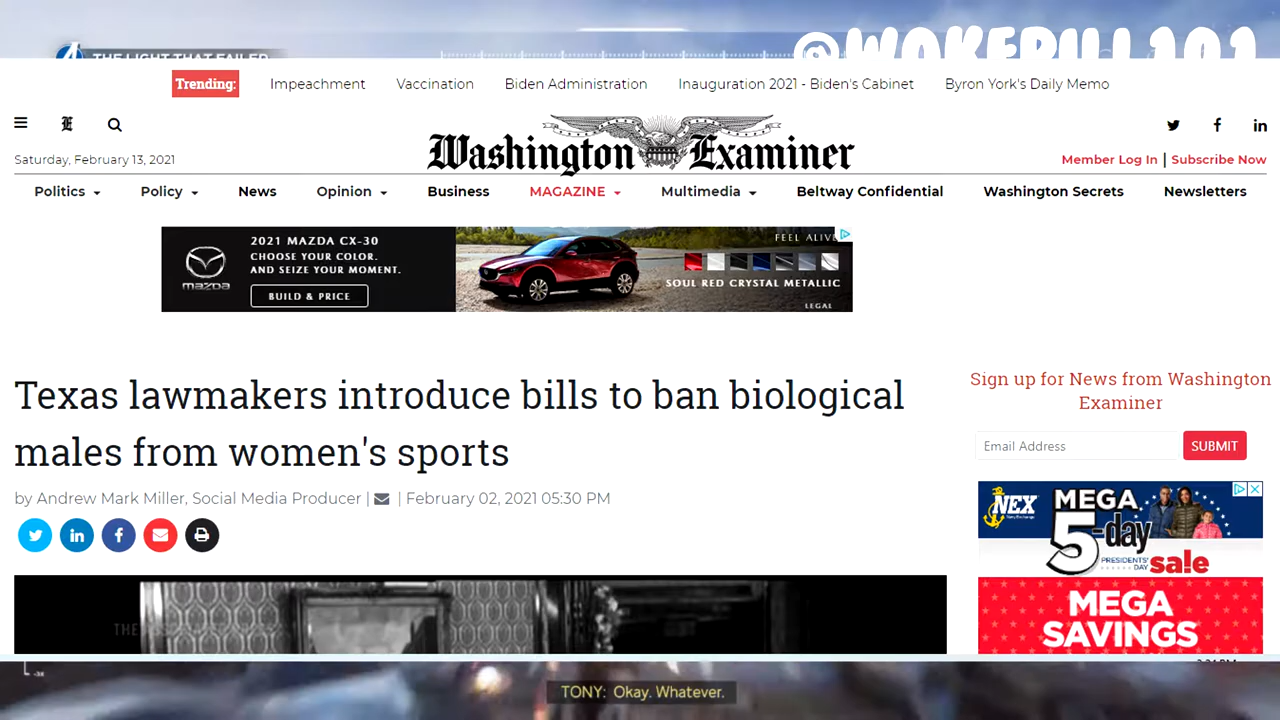 @WOKEPILL101
THE LIGHT THAT FAILED
Trending: Impeachment Vaccination Biden Administration Inauguration 2021 - Biden's Cabinet Byron York's Daily Memo
Washington Examiner
Saturday, February 13, 2021
Member Log In | Subscribe Now
Politics Policy News Opinion Business MAGAZINE Multimedia Beltway Confidential Washington Secrets Newsletters
2021 MAZDA CX-30
CHOOSE YOUR COLOR.
AND SEIZE YOUR MOMENT.
BUILD & PRICE
mazda
FEEL ALIVE
SOUL RED CRYSTAL METALLIC
LEGAL
Texas lawmakers introduce bills to ban biological
males from women's sports
by Andrew Mark Miller, Social Media Producer | | February 02, 2021 05:30 PM
Sign up for News from Washington
Examiner
Email Address SUBMIT
NEX
MEGA
5-day
PRESIDENTS'
DAY sale
MEGA
SAVINGS
TONY: Okay. Whatever.